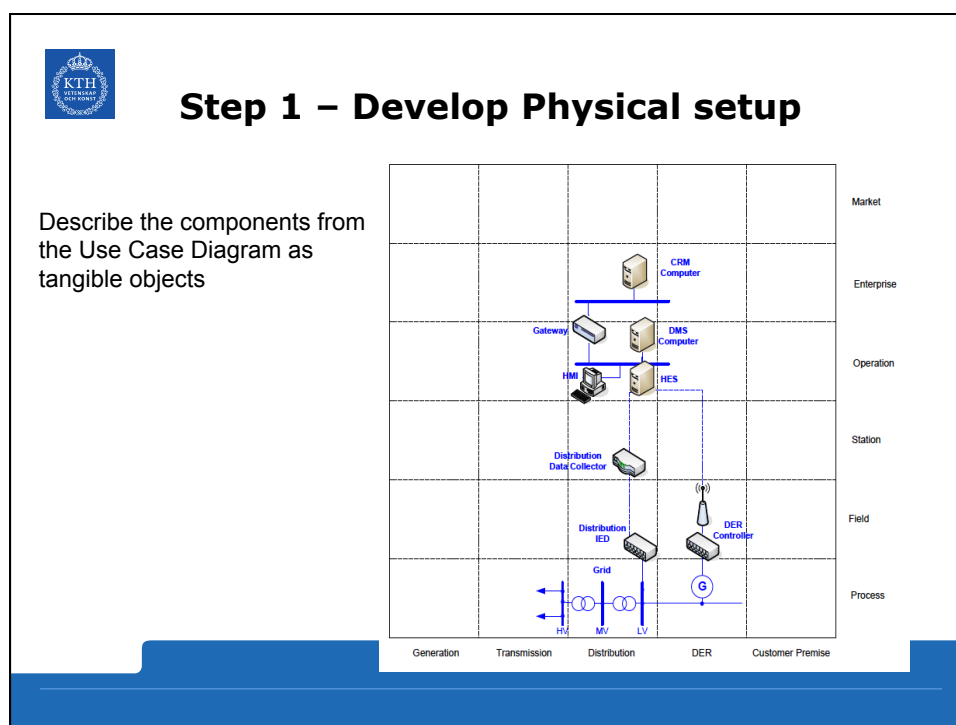 KTH
VETENSKAP
OCH KONST
Step 1 – Develop Physical setup
Describe the components from
the Use Case Diagram as
tangible objects
Market
CRM
Computer
Enterprise
Gateway
DMS
Computer
Operation
HMI
HES
Station
Distribution
Data Collector
Field
Distribution
IED
DER
Controller
Grid
G
Process
HV
MV
LV
Generation
Transmission
Distribution
DER
Customer Premise